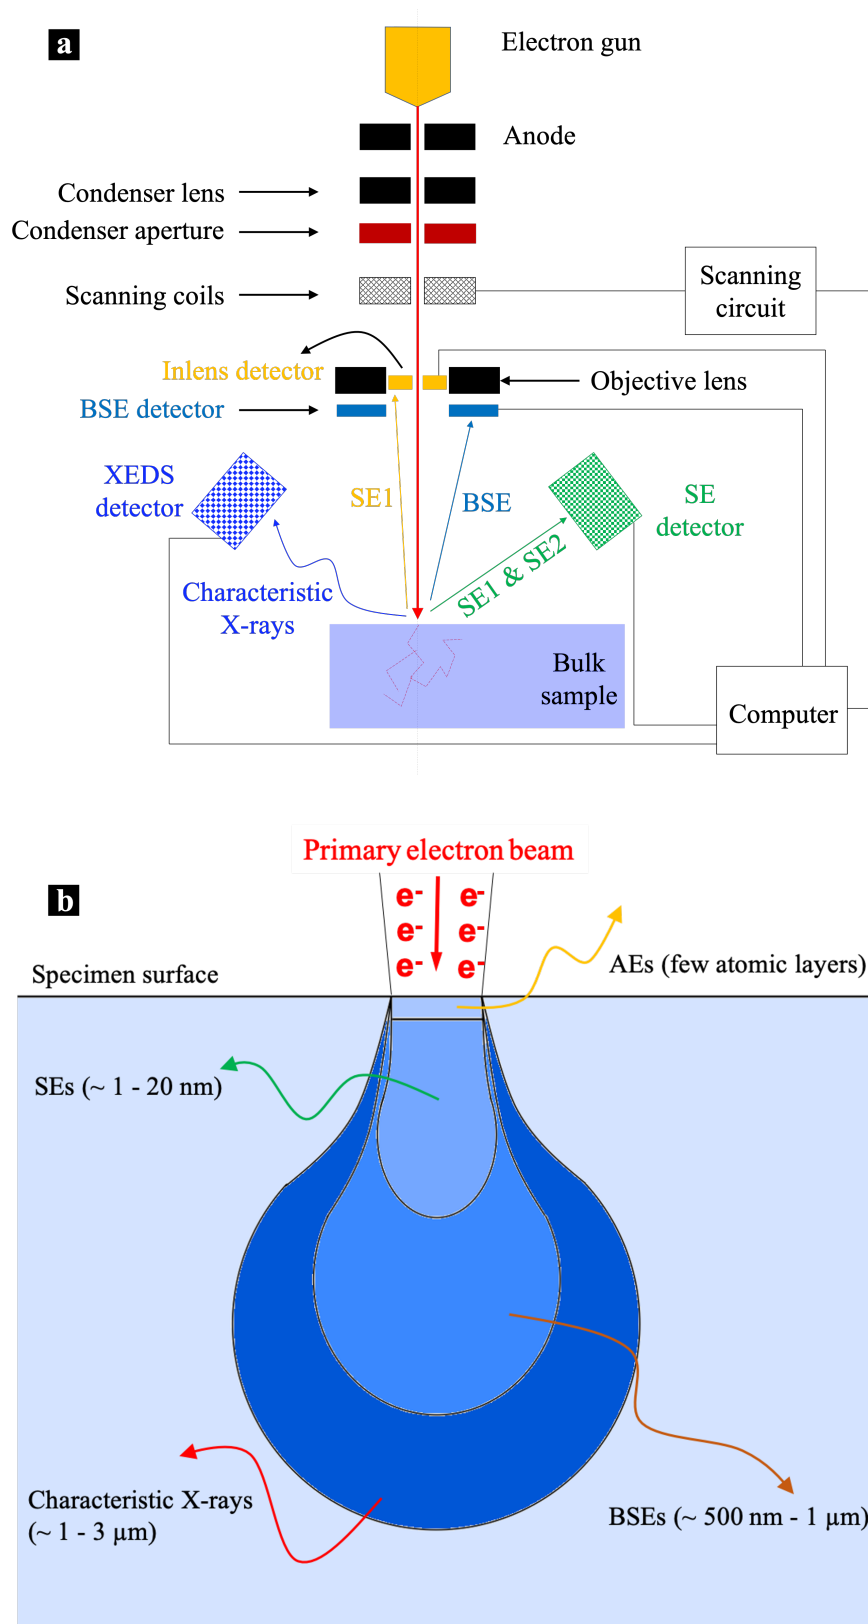 a
Electron gun
Anode
Condenser lens
Condenser aperture
Scanning coils
Scanning
circuit
Inlens detector
Objective lens
BSE detector
XEDS
detector
SE1
BSE
SE
detector
SE1 & SE2
Characteristic
X-rays
Bulk
sample
Computer
Primary electron beam
b
e- e-
e- e-
e- e-
Specimen surface
AEs (few atomic layers)
SEs (~ 1 - 20 nm)
Characteristic X-rays
(~ 1 - 3 µm)
BSEs (~ 500 nm - 1 µm)